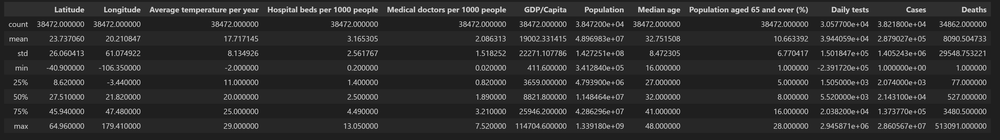 Latitude Longitude Average temperature per year Hospital beds per 1000 people Medical doctors per 1000 people GDP/Capita Population Median age Population aged 65 and over (%) Daily tests Cases Deaths
count 38472.000000 38472.000000 38472.000000 38472.000000 38472.000000 38472.000000 3.847200e+04 38472.000000 38472.000000 3.057700e+04 3.821800e+04 34862.000000
mean 23.737060 20.210847 17.717145 3.165305 2.086313 19002.331415 4.896983e+07 32.751508 10.663392 3.944059e+04 2.879027e+05 8090.504733
std 26.060413 61.074922 8.134926 2.561767 1.518252 22271.107786 1.427251e+08 8.472305 6.770417 1.501847e+05 1.405243e+06 29548.753221
min -40.900000 -106.350000 -2.000000 0.200000 0.020000 411.600000 3.412840e+05 16.000000 1.000000 -2.391720e+05 1.000000e+00 1.000000
25% 8.620000 -3.440000 11.000000 1.400000 0.820000 3659.000000 4.793900e+06 27.000000 5.000000 1.505000e+03 2.074000e+03 77.000000
50% 27.510000 21.820000 20.000000 2.500000 1.890000 8821.800000 1.148464e+07 32.000000 8.000000 5.520000e+03 2.143100e+04 527.000000
75% 45.940000 47.480000 25.000000 4.490000 3.210000 25946.200000 4.286296e+07 41.000000 16.000000 2.038200e+04 1.373770e+05 3480.500000
max 64.960000 179.410000 29.000000 13.050000 7.520000 114704.600000 1.339180e+09 48.000000 28.000000 2.945871e+06 2.860567e+07 513091.000000